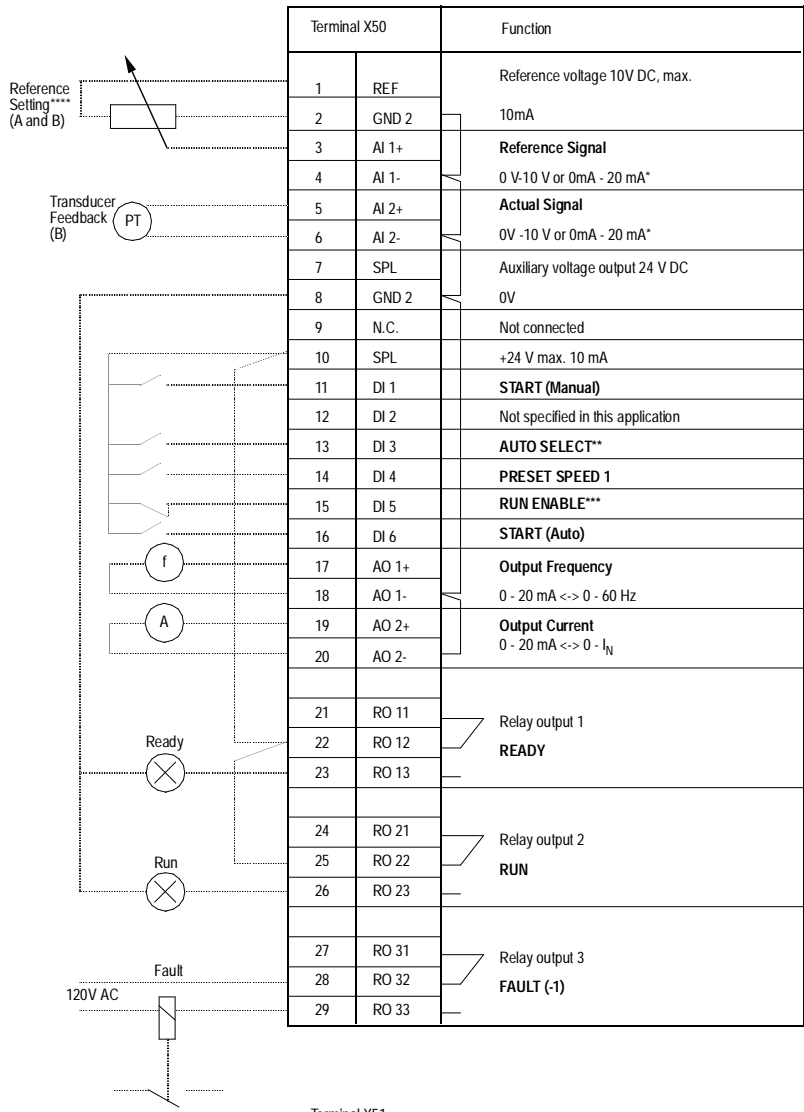 Terminal X50 Function
Reference Setting****
(A and B)
Transducer
Feedback
(B)
PT
f
A
Ready
Run
Fault
120V AC
1 REF Reference voltage 10V DC, max.
2 GND 2 10mA
3 AI 1+ Reference Signal
4 AI 1- 0 V-10 V or 0mA - 20 mA*
5 AI 2+ Actual Signal
6 AI 2- 0V -10 V or 0mA - 20 mA*
7 SPL Auxiliary voltage output 24 V DC
8 GND 2 0V
9 N.C. Not connected
10 SPL +24 V max. 10 mA
11 DI 1 START (Manual)
12 DI 2 Not specified in this application
13 DI 3 AUTO SELECT**
14 DI 4 PRESET SPEED 1
15 DI 5 RUN ENABLE***
16 DI 6 START (Auto)
17 AO 1+ Output Frequency
18 AO 1- 0 - 20 mA <-> 0 - 60 Hz
19 AO 2+ Output Current
20 AO 2- 0 - 20 mA <-> 0 - IN
21 RO 11 Relay output 1
22 RO 12 READY
23 RO 13
24 RO 21 Relay output 2
25 RO 22 RUN
26 RO 23
27 RO 31 Relay output 3
28 RO 32 FAULT (-1)
29 RO 33
Terminal X51